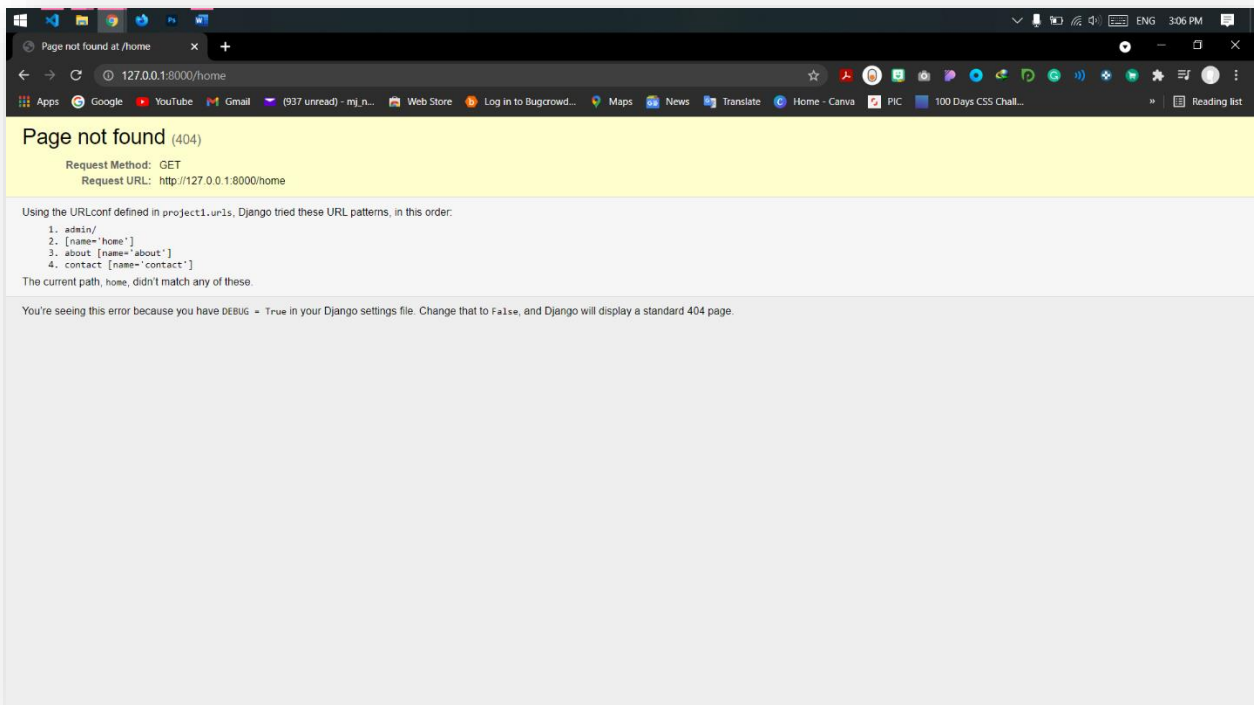 ENG 3:06 PM
Page not found at /home
127.0.0.1:8000/home
Apps Google YouTube Gmail (937 unread) - mj_n... Web Store Log in to Bugcrowd... Maps News Translate Home - Canva PIC 100 Days CSS Chall... » Reading list
Page not found (404)
Request Method: GET
Request URL: http://127.0.0.1:8000/home
Using the URLconf defined in project1.urls, Django tried these URL patterns, in this order:
1. admin/
2. [name='home']
3. about [name='about']
4. contact [name='contact']
The current path, home, didn't match any of these.
You're seeing this error because you have DEBUG = True in your Django settings file. Change that to False, and Django will display a standard 404 page.